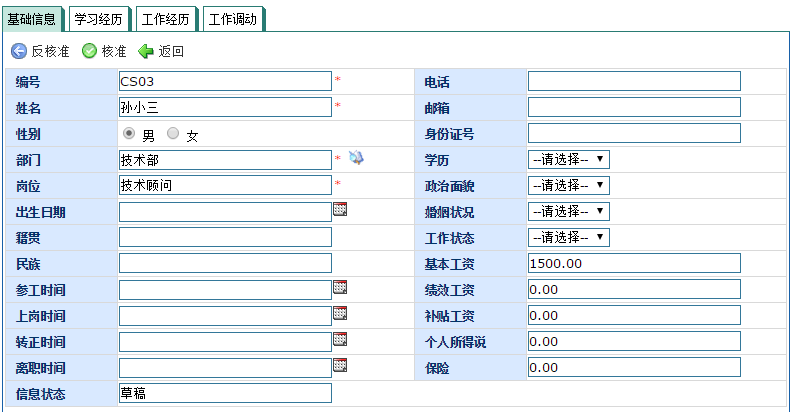 基础信息 学习经历 工作经历 工作调动
反核准 核准 返回
编号 CS03 * 电话
姓名 孙小三 * 邮箱
性别 男 女 身份证号
部门 技术部 * 学历 --请选择--
岗位 技术顾问 * 政治面貌 --请选择--
出生日期 婚姻状况 --请选择--
籍贯 工作状态 --请选择--
民族 基本工资 1500.00
参工时间 绩效工资 0.00
上岗时间 补贴工资 0.00
转正时间 个人所得说 0.00
离职时间 保险 0.00
信息状态 草稿